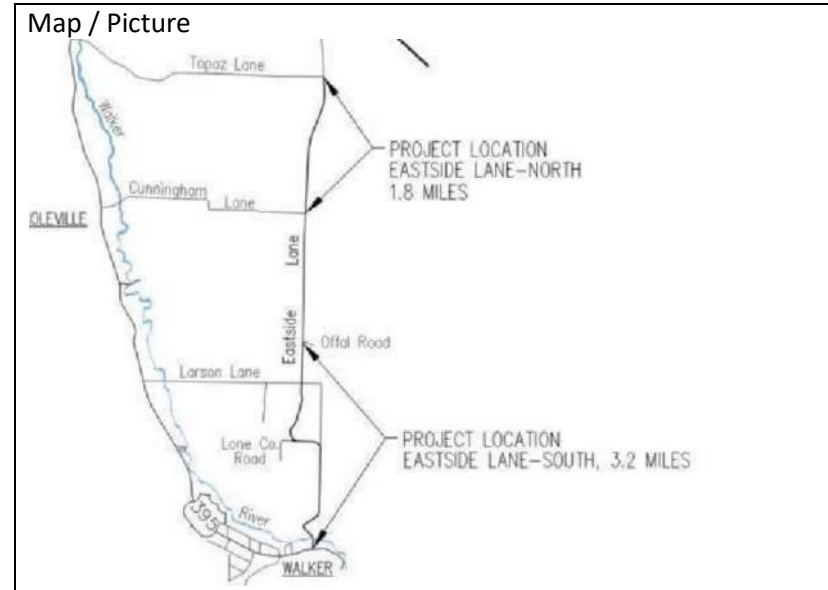 Map / Picture
Topaz Lane
Walker
PROJECT LOCATION
EASTSIDE LANE-NORTH
1.8 MILES
Cunningham
Lane
OLEVILLE
Eastside Lane
Offal Road
Larson Lane
Lone Co.
Road
PROJECT LOCATION
EASTSIDE LANE-SOUTH, 3.2 MILES
395
River
WALKER